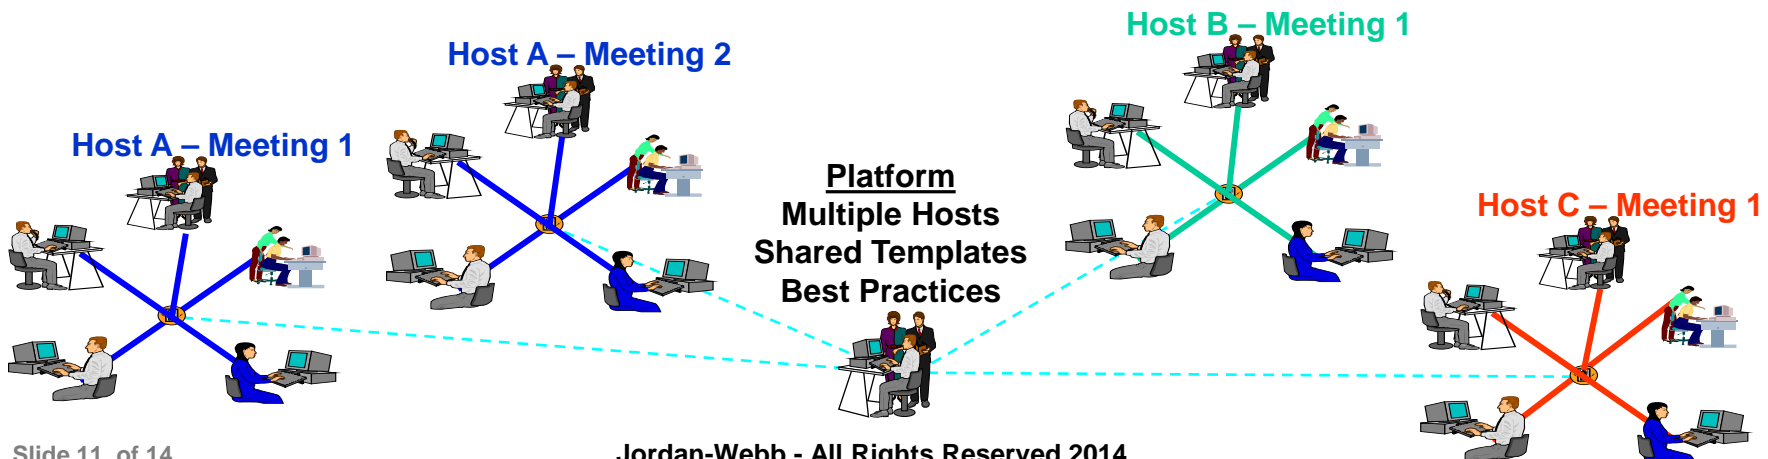 Host B – Meeting 1
Host A – Meeting 2
Host A – Meeting 1
Platform
Multiple Hosts
Shared Templates
Best Practices
Host C – Meeting 1
Slide 11 of 14
Jordan-Webb - All Rights Reserved 2014